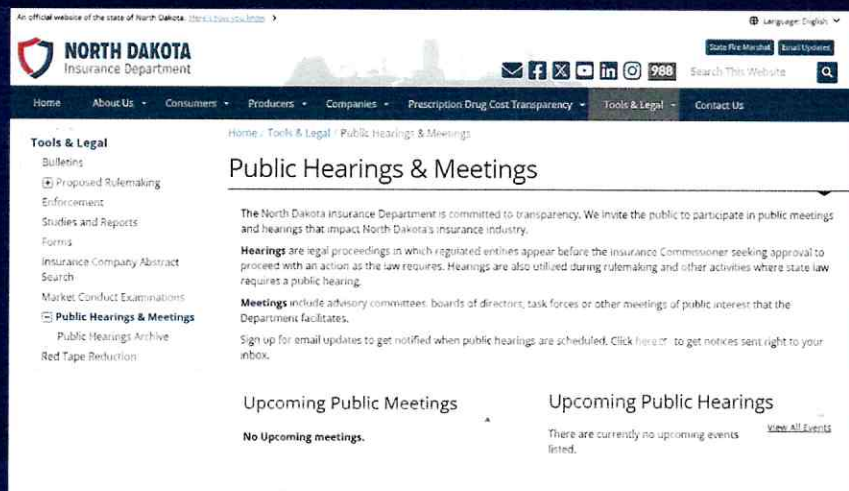 An official website of the state of North Dakota. Here's how you know
Language: English
NORTH DAKOTA
Insurance Department
State Fire Marshal
Email Updates
988
Search This Website
Home
About Us
Consumers
Producers
Companies
Prescription Drug Cost Transparency
Tools & Legal
Contact Us
Home / Tools & Legal / Public Hearings & Meetings
Tools & Legal
Bulletins
Proposed Rulemaking
Enforcement
Studies and Reports
Forms
Insurance Company Abstract
Search
Market Conduct Examinations
Public Hearings & Meetings
Public Hearings Archive
Red Tape Reduction
Public Hearings & Meetings
The North Dakota Insurance Department is committed to transparency. We invite the public to participate in public meetings
and hearings that impact North Dakota's insurance industry.
Hearings are legal proceedings in which regulated entities appear before the Insurance Commissioner seeking approval to
proceed with an action as the law requires. Hearings are also utilized during rulemaking and other activities where state law
requires a public hearing.
Meetings include advisory committees, boards of directors, task forces or other meetings of public interest that the
Department facilitates.
Sign up for email updates to get notified when public hearings are scheduled. Click here to get notices sent right to your
inbox.
Upcoming Public Meetings
No Upcoming meetings.
Upcoming Public Hearings
View All Events
There are currently no upcoming events
listed.